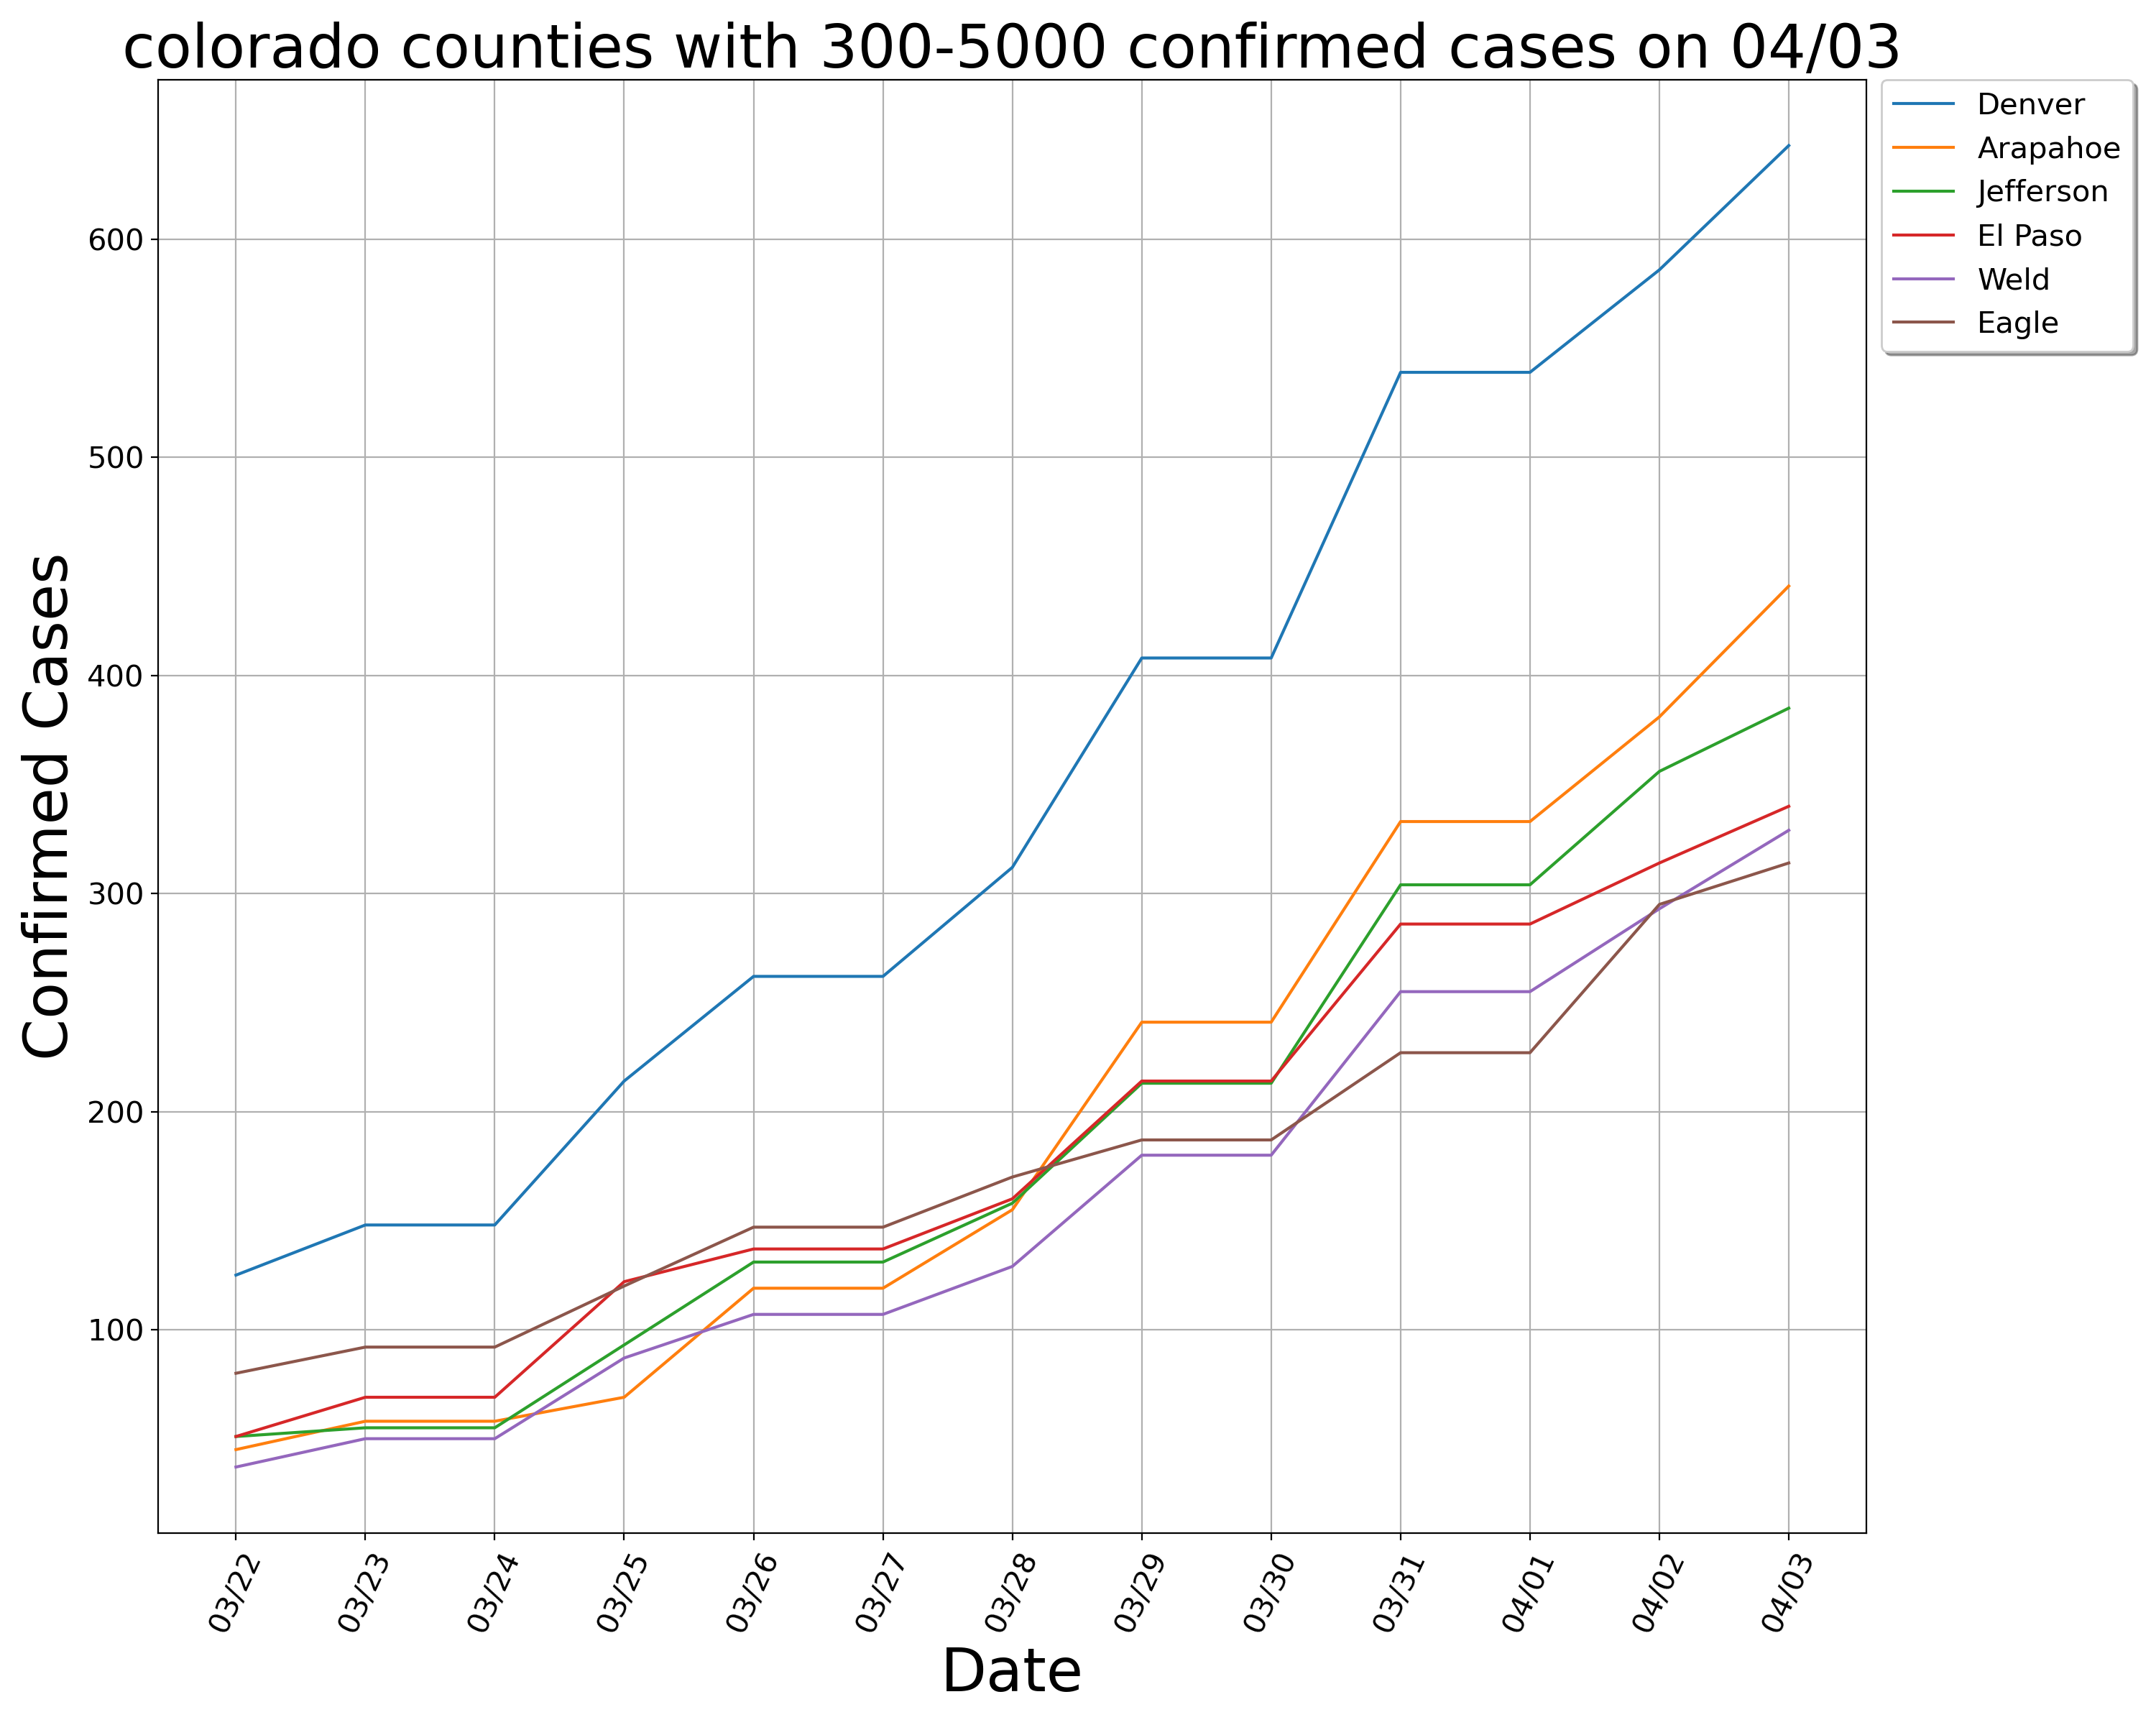 colorado counties with 300-5000 confirmed cases on 04/03
Denver
Arapahoe
Jefferson
El Paso
Weld
Eagle
Confirmed Cases
600
500
400
300
200
100
03/22
03/23
03/24
03/25
03/26
03/27
03/28
03/29
03/30
03/31
04/01
04/02
04/03
Date